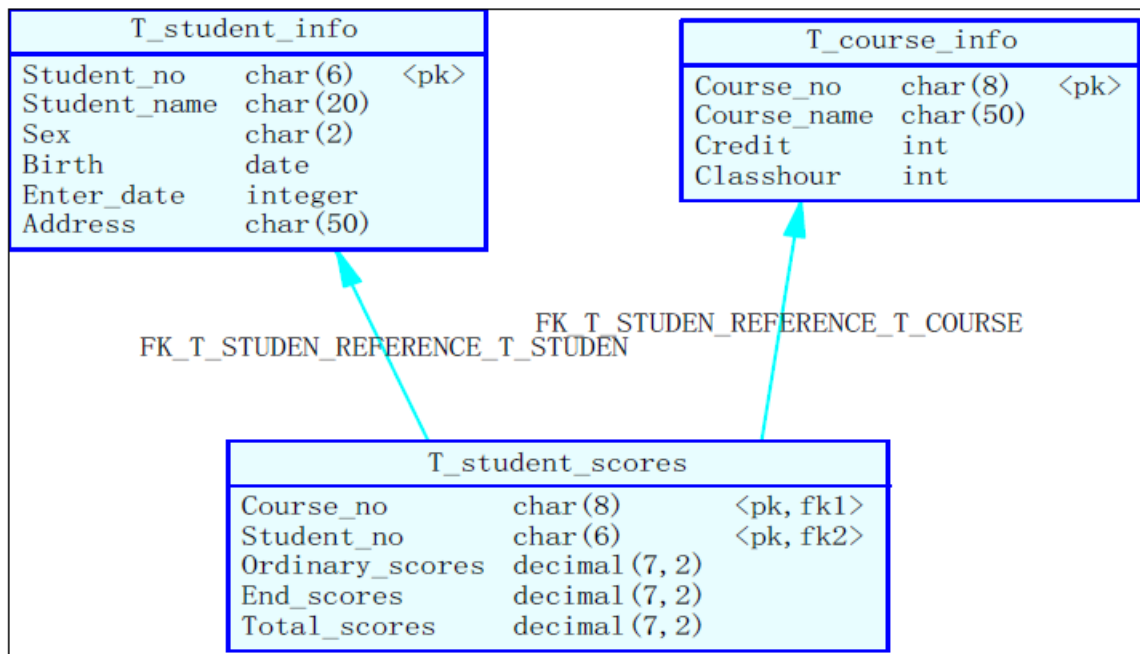 T_student_info
Student_no char(6) <pk>
Student_name char(20)
Sex char(2)
Birth date
Enter_date integer
Address char(50)
T_course_info
Course_no char(8) <pk>
Course_name char(50)
Credit int
Classhour int
FK_T_STUDEN_REFERENCE_T_COURSE
FK_T_STUDEN_REFERENCE_T_STUDEN
T_student_scores
Course_no char(8) <pk,fk1>
Student_no char(6) <pk,fk2>
Ordinary_scores decimal(7,2)
End_scores decimal(7,2)
Total_scores decimal(7,2)